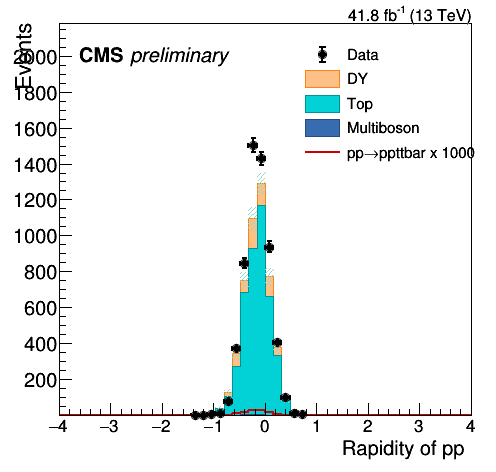 41.8 fb⁻¹ (13 TeV)
Events
CMS preliminary
Data
DY
Top
Multiboson
pp→ppttbar x 1000
2000
1800
1600
1400
1200
1000
800
600
400
200
−4 −3 −2 −1 0 1 2 3 4
Rapidity of pp